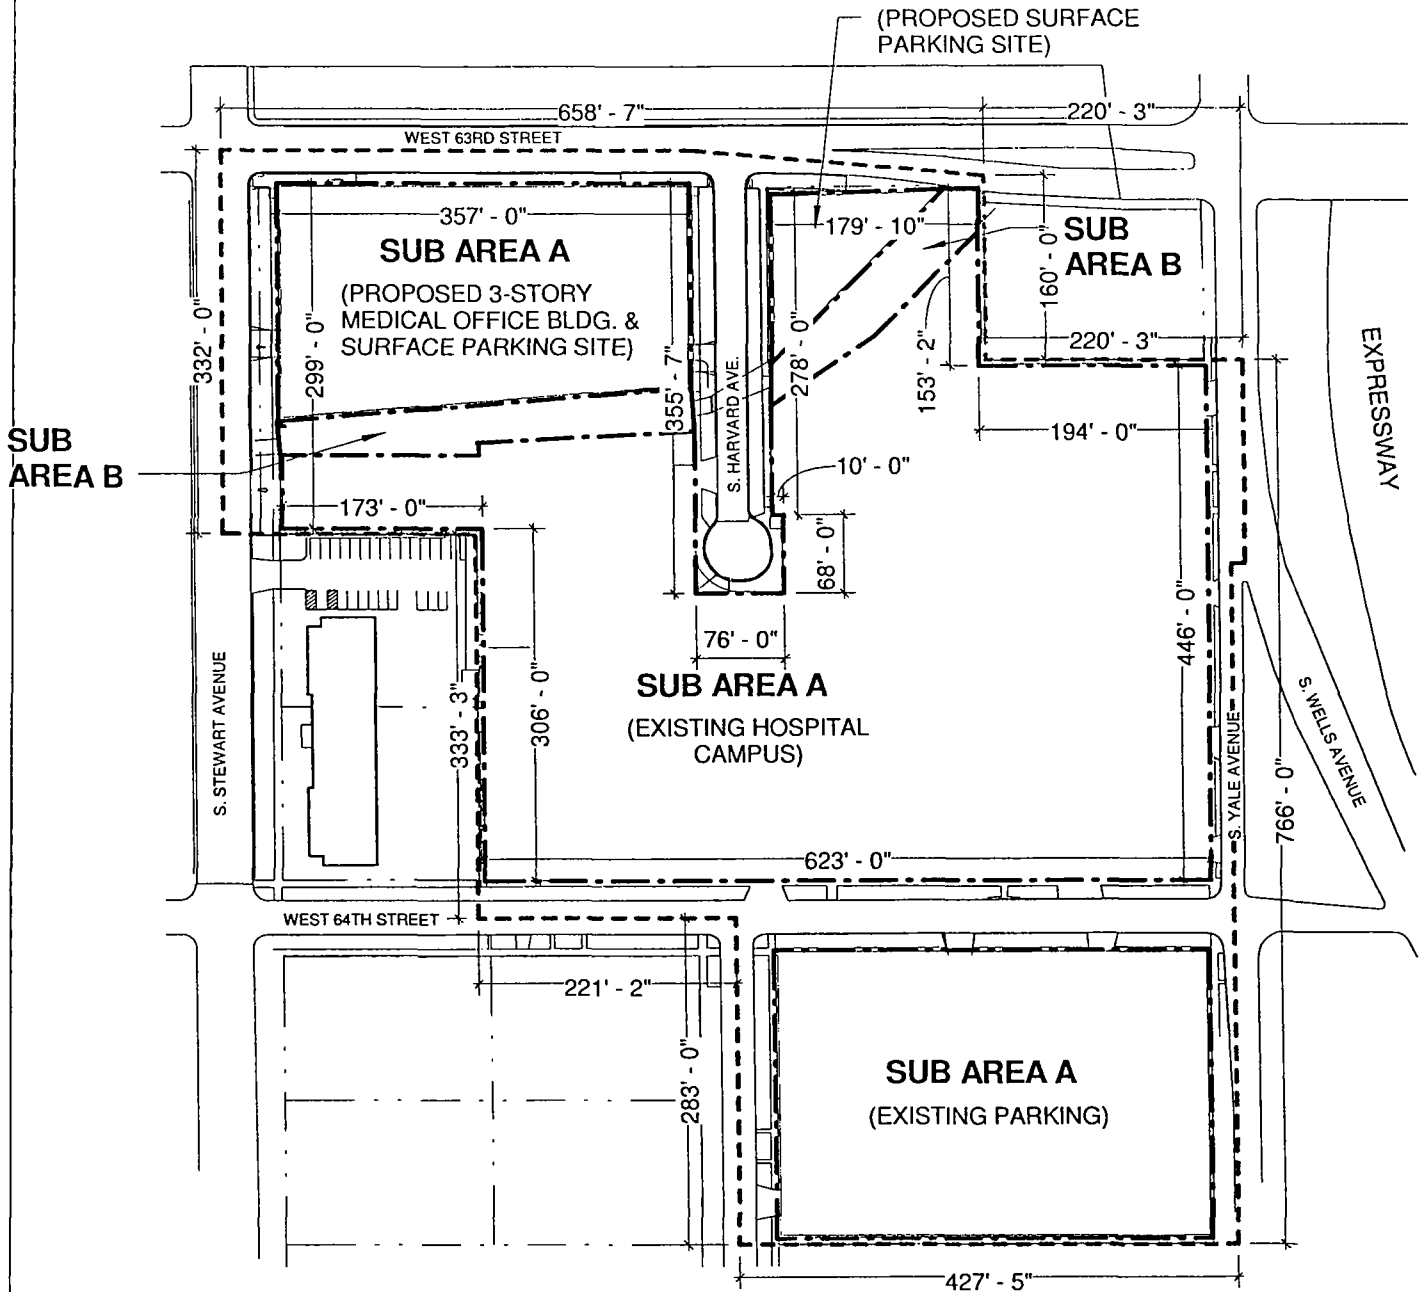 (PROPOSED SURFACE
PARKING SITE)
658' - 7"
220' - 3"
WEST 63RD STREET
357' - 0"
179' - 10"
SUB AREA A
(PROPOSED 3-STORY
MEDICAL OFFICE BLDG. &
SURFACE PARKING SITE)
SUB
AREA B
160' - 0"
220' - 3"
332' - 0"
299' - 0"
355' - 7"
S. HARVARD AVE.
278' - 0"
153' - 2"
EXPRESSWAY
194' - 0"
SUB
AREA B
10' - 0"
173' - 0"
68' - 0"
76' - 0"
446' - 0"
SUB AREA A
(EXISTING HOSPITAL
CAMPUS)
S. STEWART AVENUE
333' - 3"
306' - 0"
S. YALE AVENUE
766' - 0"
S. WELLS AVENUE
623' - 0"
WEST 64TH STREET
221' - 2"
283' - 0"
SUB AREA A
(EXISTING PARKING)
427' - 5"